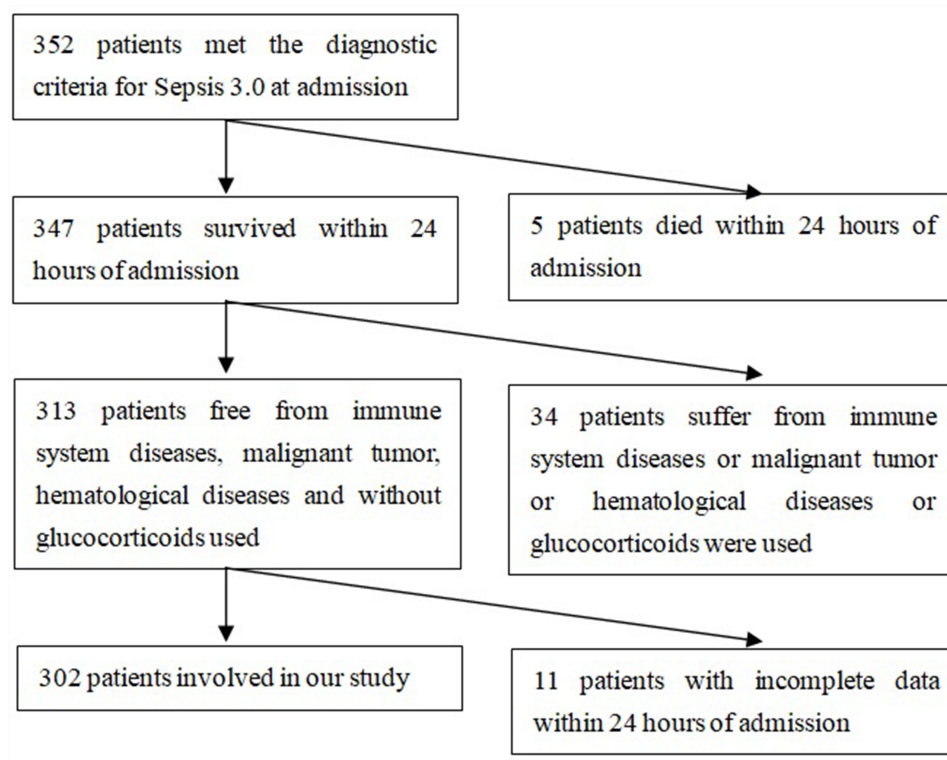 352 patients met the diagnostic
criteria for Sepsis 3.0 at admission
347 patients survived within 24
hours of admission
5 patients died within 24 hours of
admission
313 patients free from immune
system diseases, malignant tumor,
hematological diseases and without
glucocorticoids used
34 patients suffer from immune
system diseases or malignant tumor
or hematological diseases or
glucocorticoids were used
302 patients involved in our study
11 patients with incomplete data
within 24 hours of admission